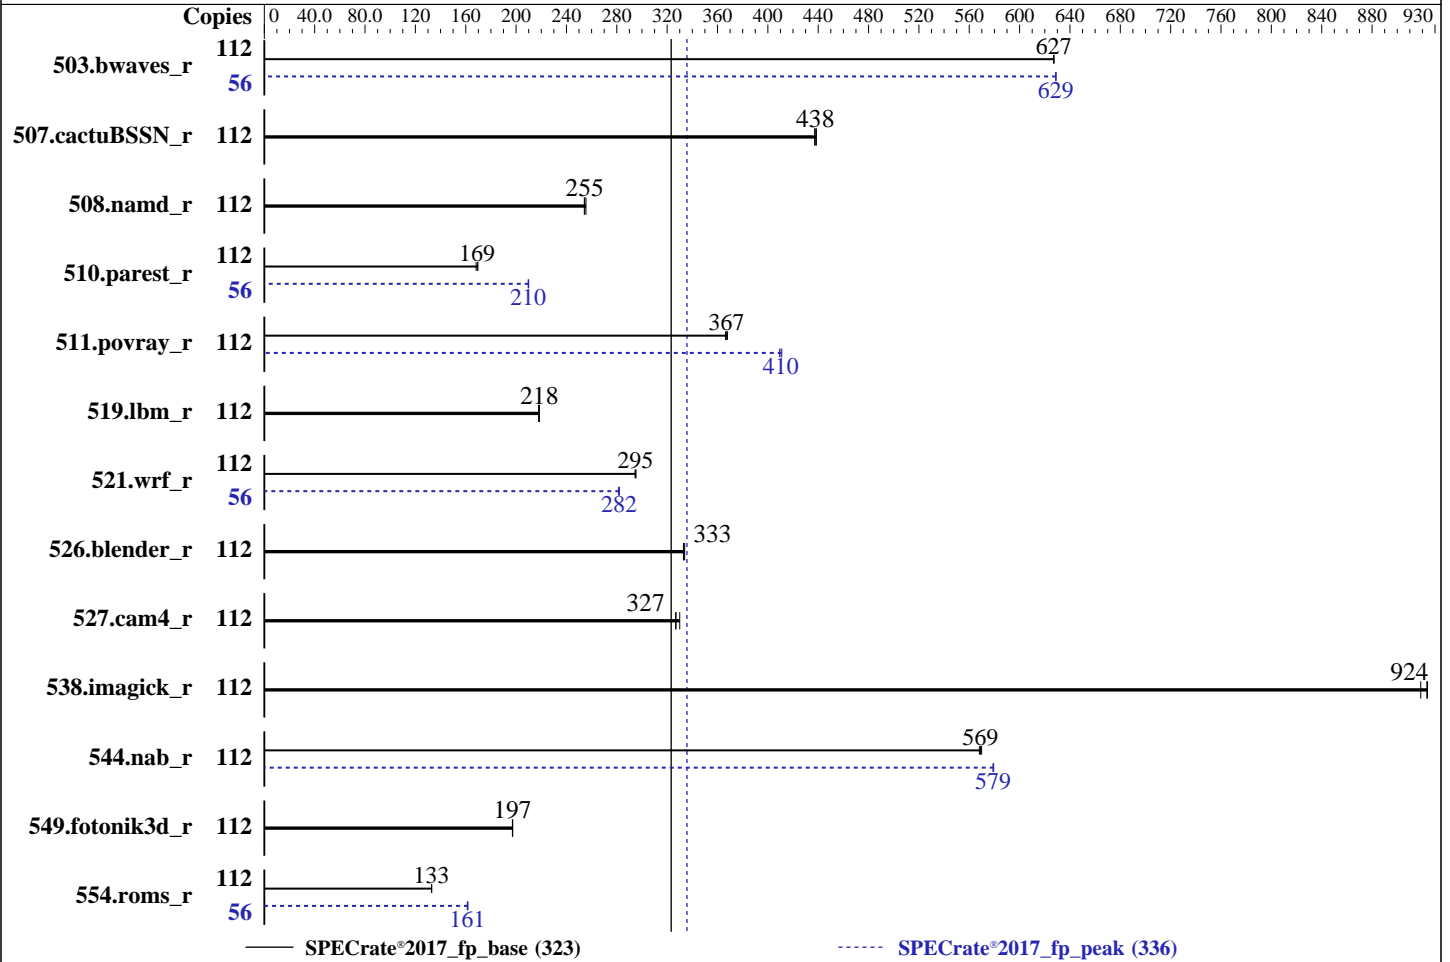 Copies 0 40.0 80.0 120 160 200 240 280 320 360 400 440 480 520 560 600 640 680 720 760 800 840 880 930
503.bwaves_r 112 627
56 629
507.cactuBSSN_r 112 438
508.namd_r 112 255
510.parest_r 112 169
56 210
511.povray_r 112 367
410
519.lbm_r 112 218
521.wrf_r 112 295
56 282
526.blender_r 112 333
527.cam4_r 112 327
538.imagick_r 112 924
544.nab_r 112 569
579
549.fotonik3d_r 112 197
554.roms_r 112 133
56 161
SPECrate®2017_fp_base (323) SPECrate®2017_fp_peak (336)